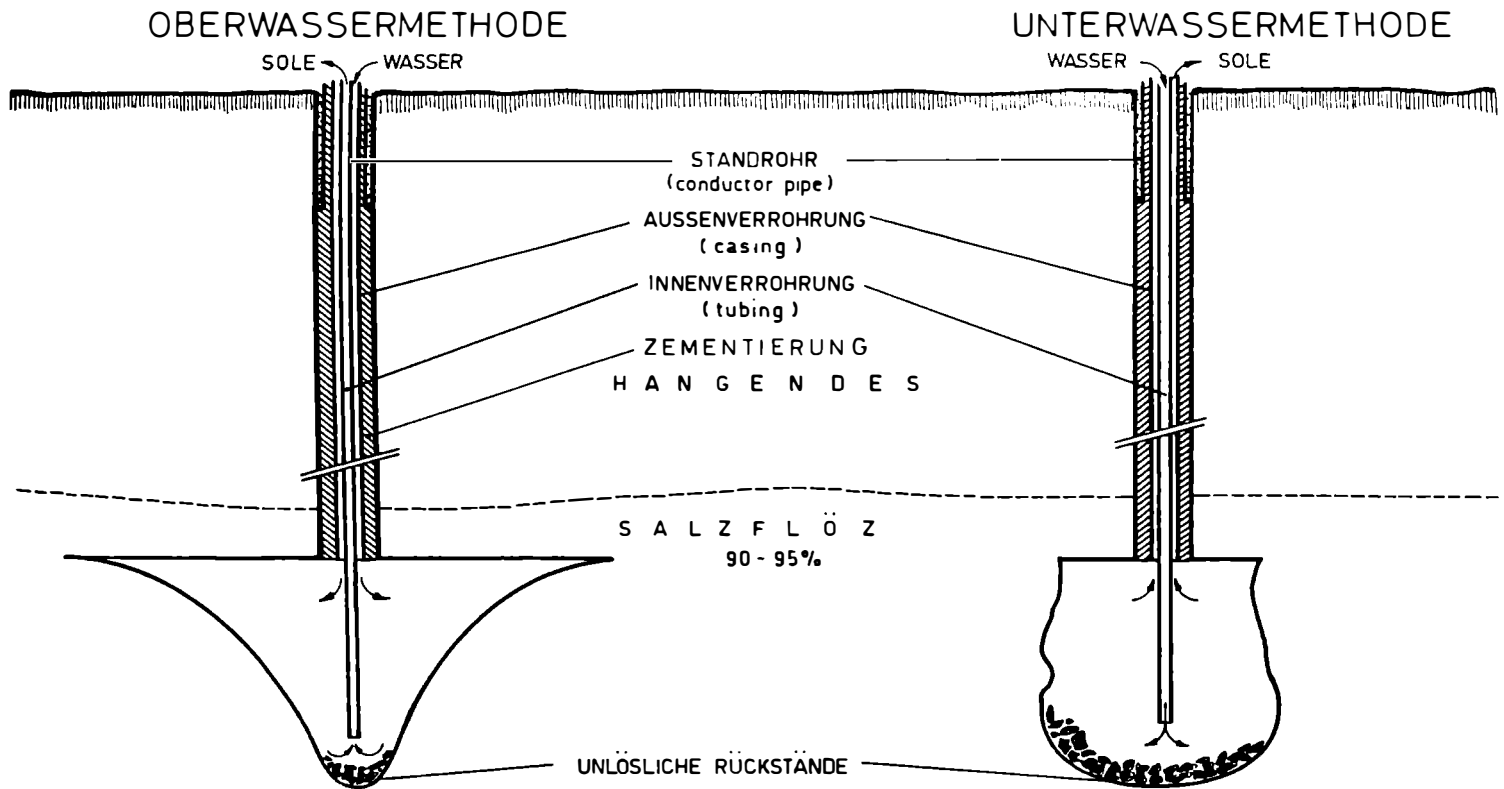 OBERWASSERMETHODE
UNTERWASSERMETHODE
SOLE
WASSER
WASSER
SOLE
STANDROHR
(conductor pipe)
AUSSENVERROHRUNG
(casing)
INNENVERROHRUNG
(tubing)
ZEMENTIERUNG
HANGENDES
SALZFLÖZ
90-95%
UNLÖSLICHE RÜCKSTÄNDE